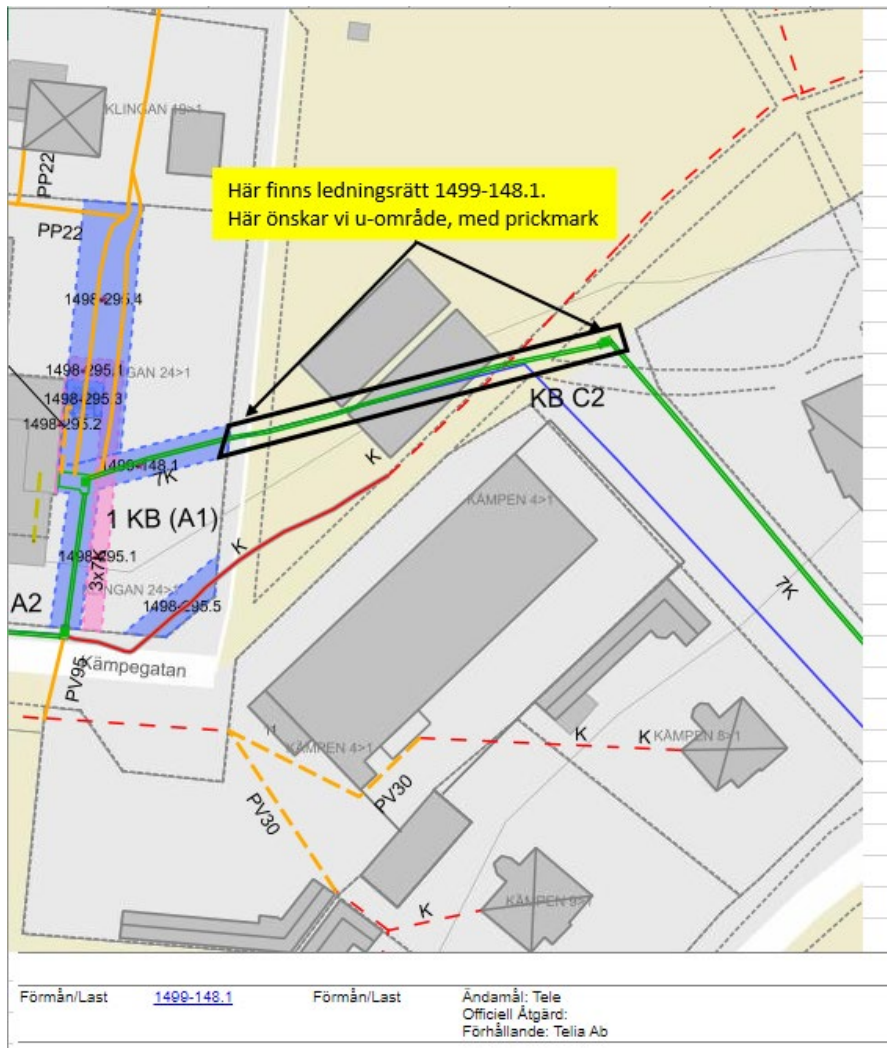 KLINGAN 19>1
PP22
Här finns ledningsrätt 1499-148.1.
Här önskar vi u-område, med prickmark
PP22
1498-295.4
1498-295.1
GAN 24>1
1498-295.3
1498-295.2
KB C2
1499-148.1
7K
K
KÄMPEN 4>1
1 KB (A1)
K
1498-295.1
3x7K
NGAN 24>1
1498-295.5
7K
A2
Kämpegatan
PV95
KÄMPEN 4>1
K
K
KÄMPEN 8>1
PV30
PV30
K
KÄMPEN 9>1
Förmån/Last 1499-148.1 Förmån/Last Ändamål: Tele
Officiell Åtgärd:
Förhållande: Telia Ab